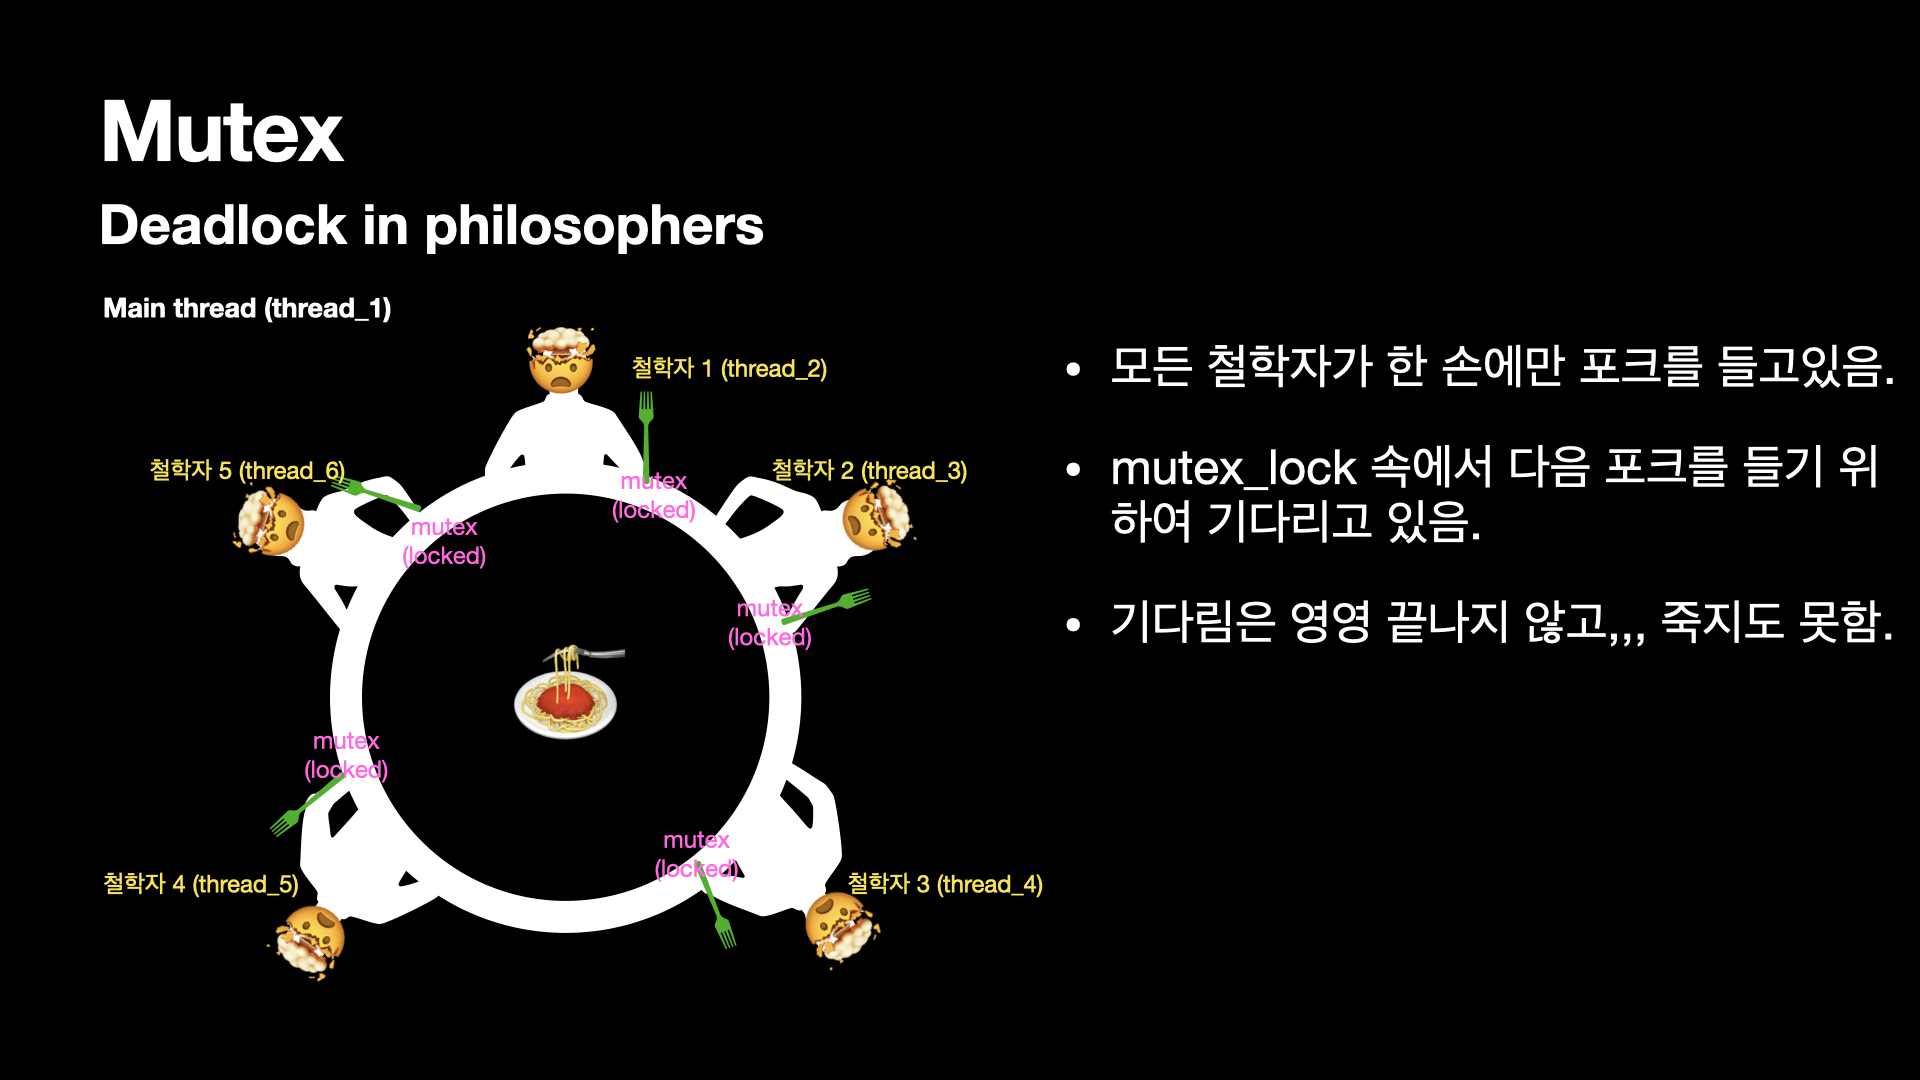 Mutex
Deadlock in philosophers
Main thread (thread_1)
철학자 1 (thread_2)
철학자 5 (thread_6)
철학자 2 (thread_3)
mutex
(locked)
mutex
(locked)
mutex
(locked)
mutex
(locked)
mutex
(locked)
철학자 4 (thread_5)
철학자 3 (thread_4)
• 모든 철학자가 한 손에만 포크를 들고있음.
• mutex_lock 속에서 다음 포크를 들기 위
하여 기다리고 있음.
• 기다림은 영영 끝나지 않고,,, 죽지도 못함.